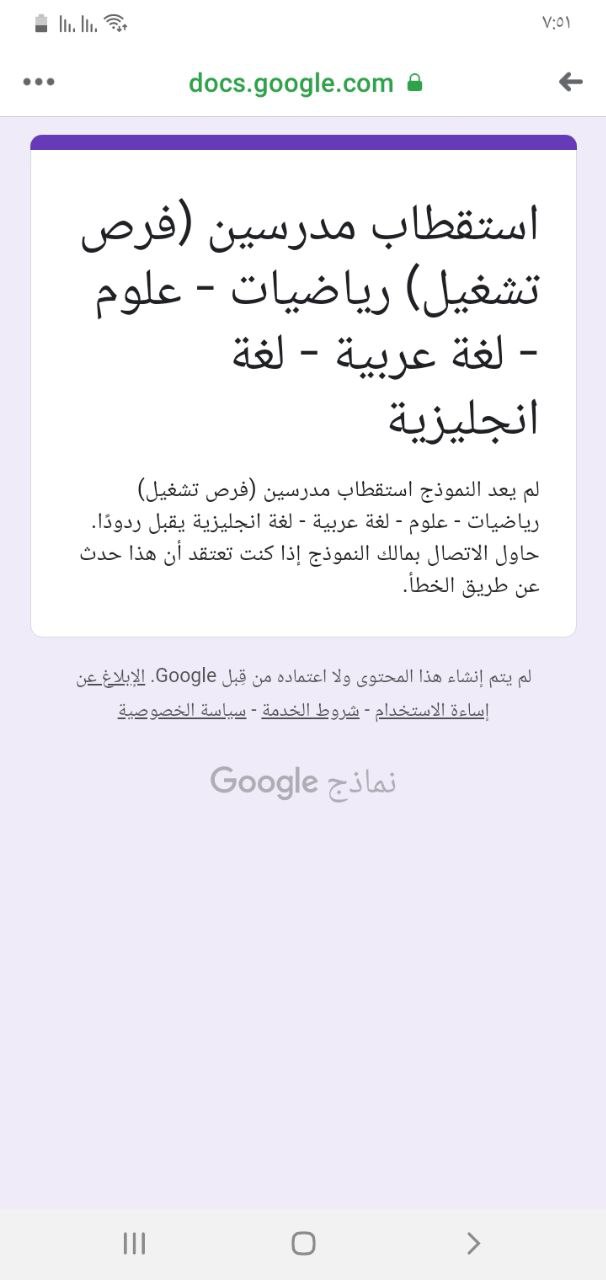 ٧:٥١
docs.google.com
استقطاب مدرسين (فرص
تشغيل) رياضيات - علوم
- لغة عربية - لغة
انجليزية
لم يعد النموذج استقطاب مدرسين (فرص تشغيل)
رياضيات - علوم - لغة عربية - لغة انجليزية يقبل ردودًا.
حاول الاتصال بمالك النموذج إذا كنت تعتقد أن هذا حدث
عن طريق الخطأ.
لم يتم إنشاء هذا المحتوى ولا اعتماده من قِبل Google. الإبلاغ عن
إساءة الاستخدام - شروط الخدمة - سياسة الخصوصية
نماذج Google